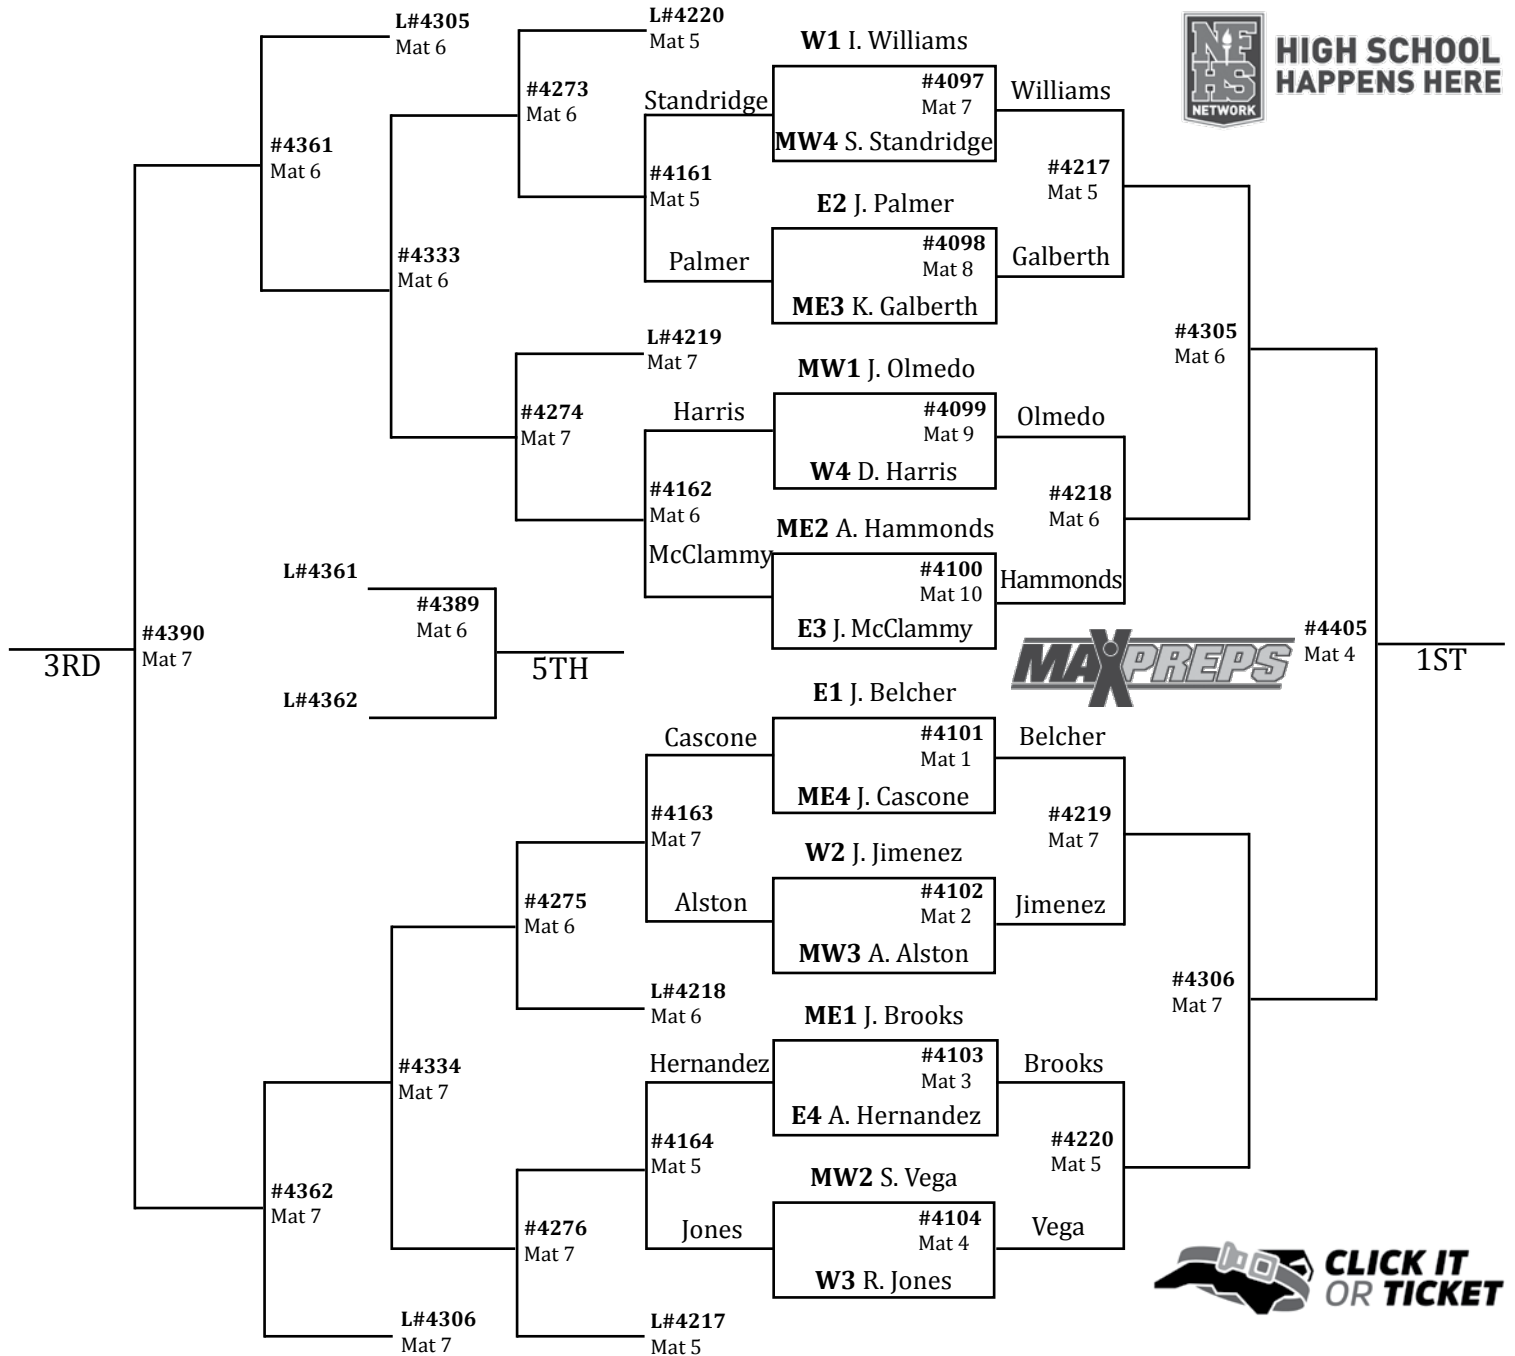 L#4305
Mat 6
L#4220
Mat 5
W1 I. Williams
NF
HS
NETWORK
HIGH SCHOOL
HAPPENS HERE
#4273
Mat 6
Standridge
#4097
Mat 7
Williams
#4361
Mat 6
MW4 S. Standridge
#4161
Mat 5
#4217
Mat 5
E2 J. Palmer
#4333
Mat 6
Palmer
#4098
Mat 8
Galberth
ME3 K. Galberth
L#4219
Mat 7
#4305
Mat 6
MW1 J. Olmedo
#4274
Mat 7
Harris
#4099
Mat 9
Olmedo
W4 D. Harris
#4162
Mat 6
#4218
Mat 6
ME2 A. Hammonds
McClammy
#4100
Mat 10
Hammonds
L#4361
#4389
Mat 6
E3 J. McClammy
#4390
Mat 7
3RD
5TH
MAXPREPS
#4405
Mat 4
1ST
L#4362
E1 J. Belcher
Cascone
#4101
Mat 1
Belcher
ME4 J. Cascone
#4163
Mat 7
#4219
Mat 7
W2 J. Jimenez
#4275
Mat 6
Alston
#4102
Mat 2
Jimenez
MW3 A. Alston
L#4218
Mat 6
#4306
Mat 7
ME1 J. Brooks
#4334
Mat 7
Hernandez
#4103
Mat 3
Brooks
E4 A. Hernandez
#4164
Mat 5
#4220
Mat 5
MW2 S. Vega
#4362
Mat 7
#4276
Mat 7
Jones
#4104
Mat 4
Vega
W3 R. Jones
CLICK IT
OR TICKET
L#4306
Mat 7
L#4217
Mat 5